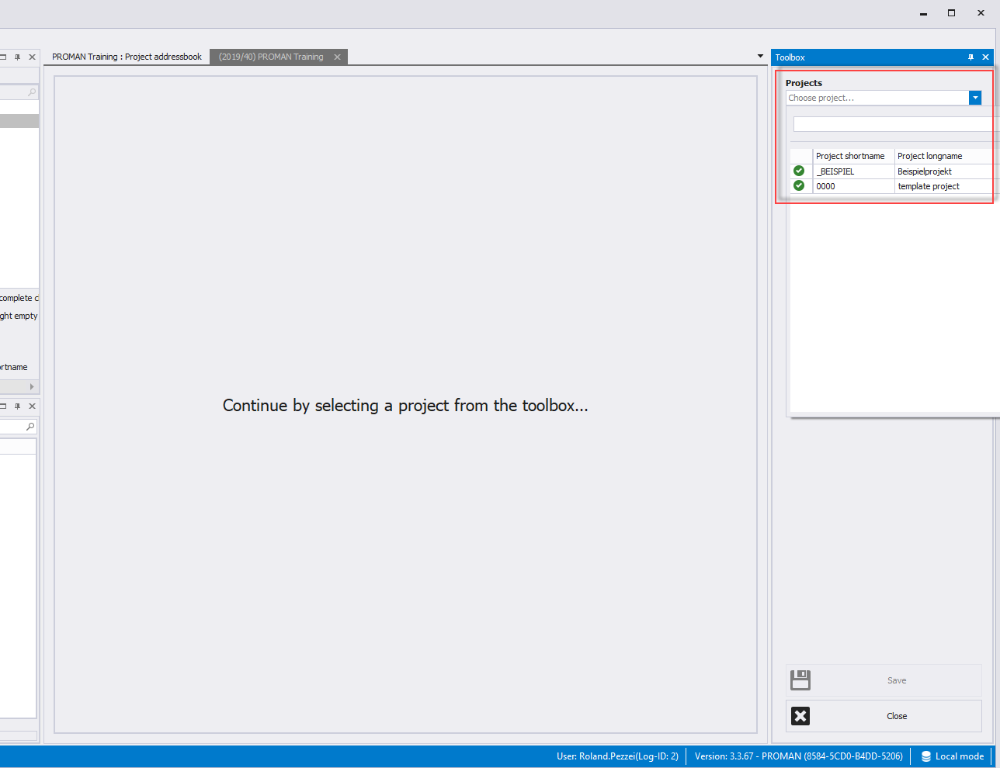 PROMAN Training : Project addressbook
(2019/40) PROMAN Training
Toolbox
Projects
Choose project...
Project shortname
Project longname
_BEISPIEL
Beispielprojekt
0000
template project
complete c
ght empty
rtname
Continue by selecting a project from the toolbox...
Save
Close
User: Roland.Pezzei(Log-ID: 2)
Version: 3.3.67 - PROMAN (8584-5CD0-B4DD-5206)
Local mode